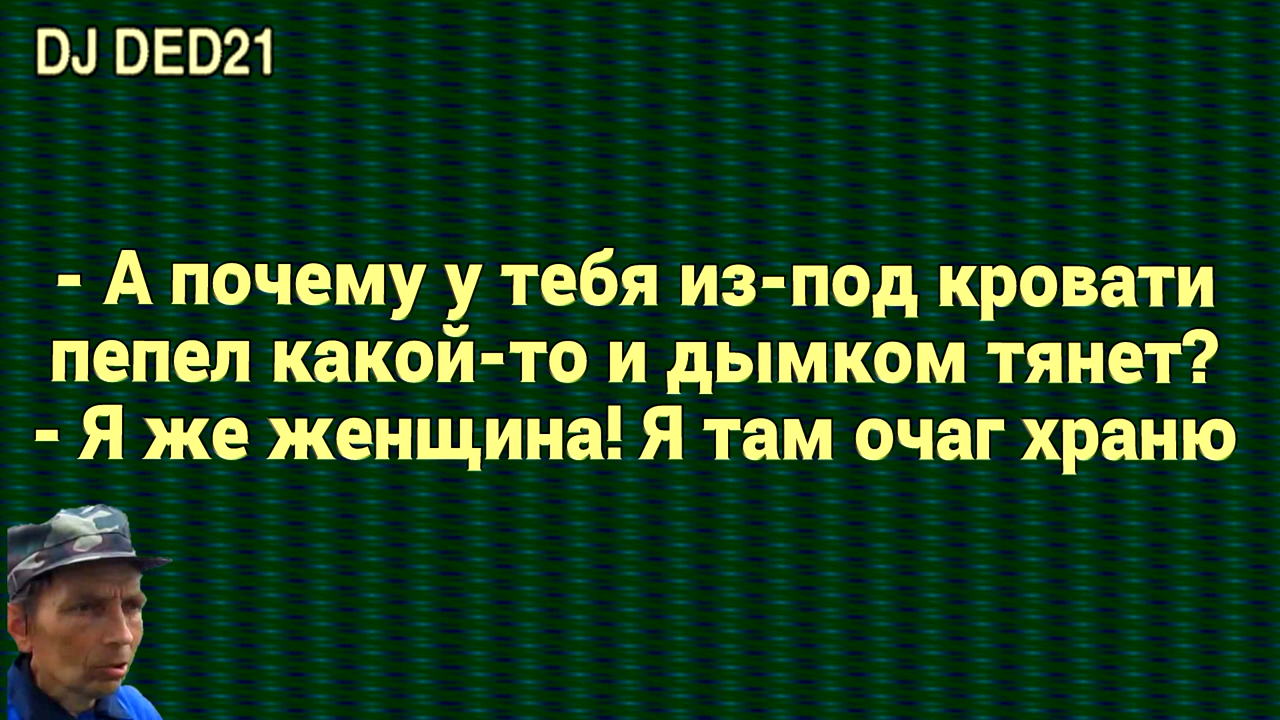 DJ DED21
- А почему у тебя из-под кровати
пепел какой-то и дымком тянет?
- Я же женщина! Я там очаг храню